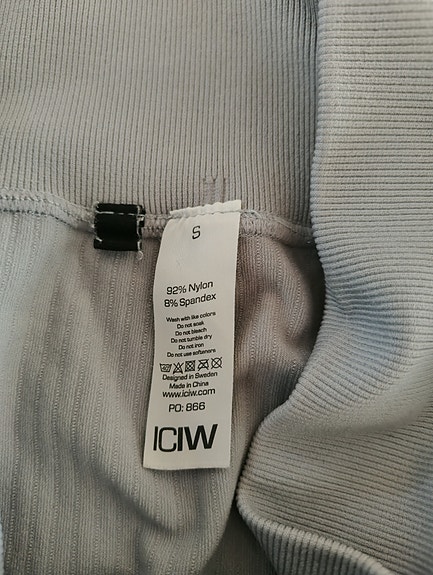 S
92% Nylon
8% Spandex
Wash with like colors
Do not soak
Do not bleach
Do not tumble dry
Do not iron
Do not use softeners
Designed in Sweden
Made in China
www.iciw.com
PO: 866
ICIW